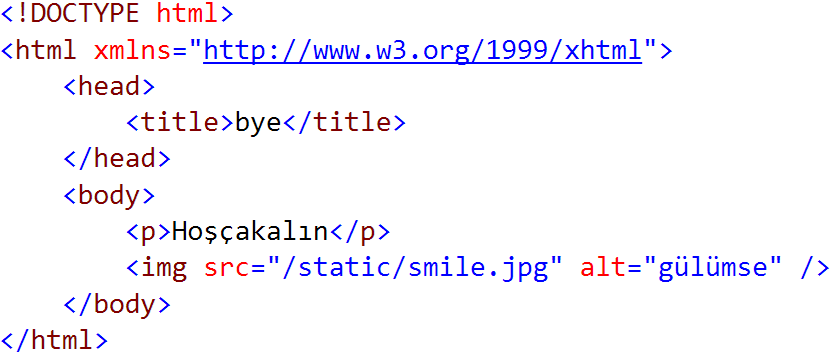 <!DOCTYPE html>
<html xmlns="http://www.w3.org/1999/xhtml">
    <head>
        <title>bye</title>
    </head>
    <body>
        <p>Hoşçakalın</p>
        <img src="/static/smile.jpg" alt="gülümse" />
    </body>
</html>